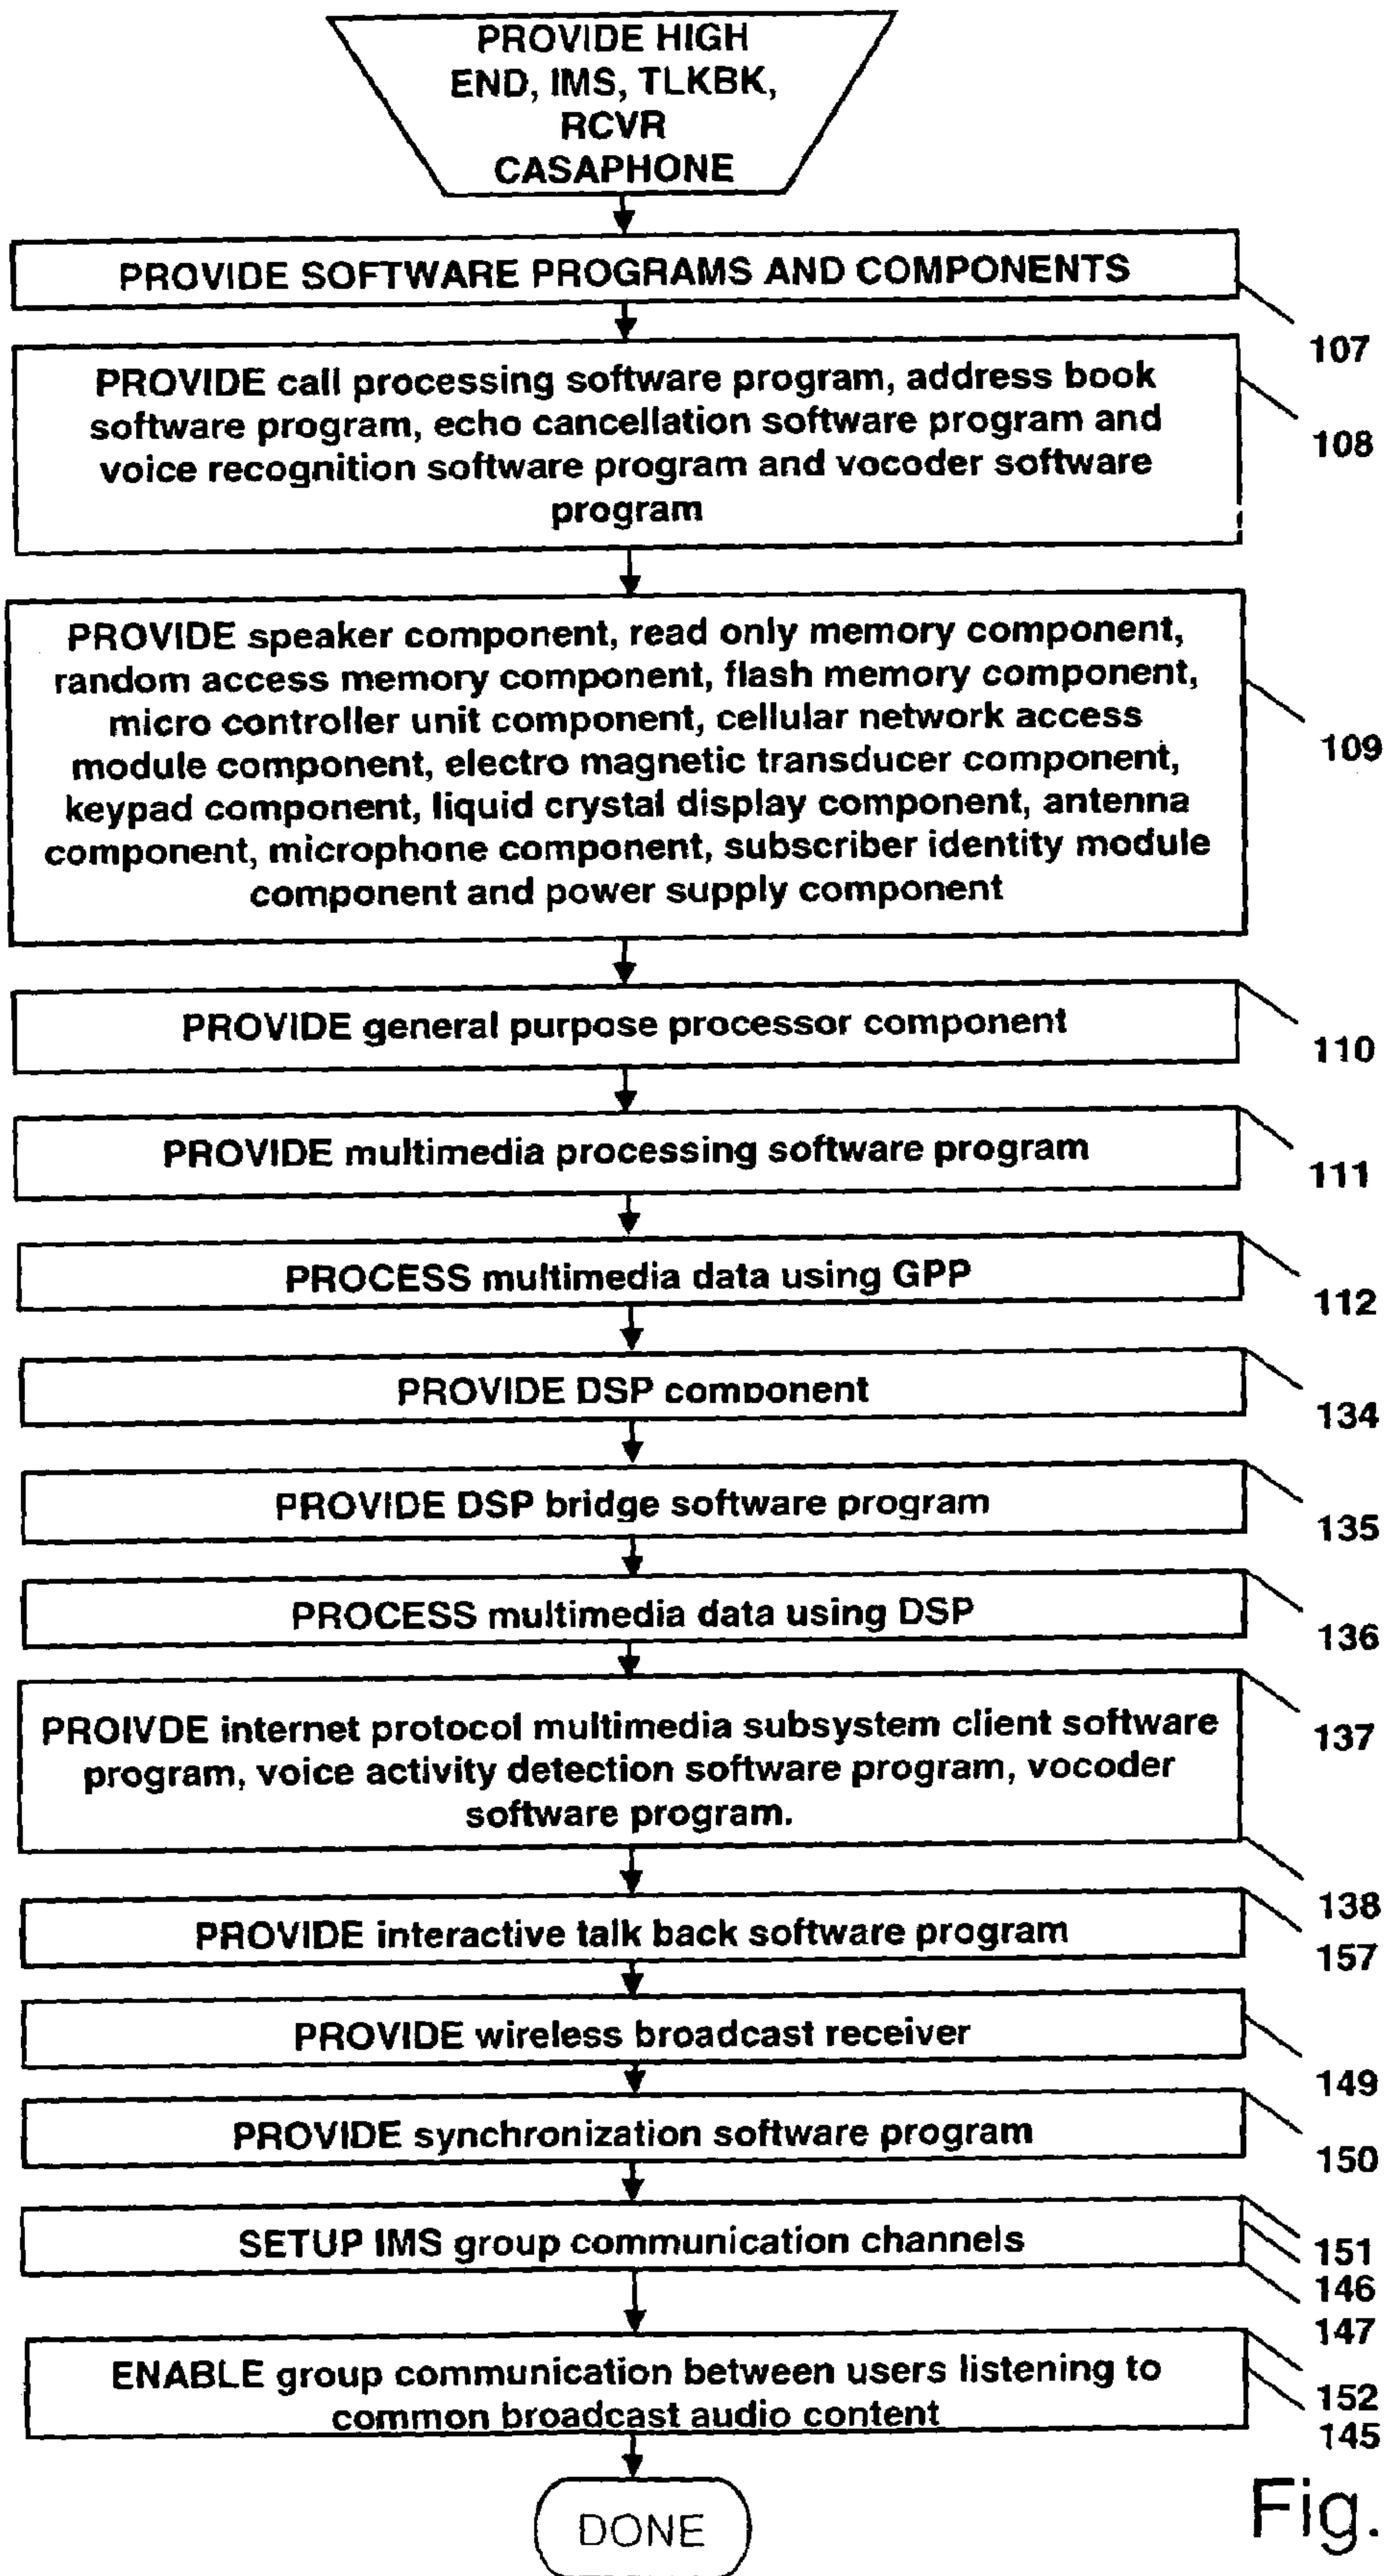 PROVIDE HIGH
END, IMS, TLKBK,
RCVR
CASAPHONE
PROVIDE SOFTWARE PROGRAMS AND COMPONENTS
107
PROVIDE call processing software program, address book
software program, echo cancellation software program and
voice recognition software program and vocoder software
program
108
PROVIDE speaker component, read only memory component,
random access memory component, flash memory component,
micro controller unit component, cellular network access
module component, electro magnetic transducer component,
keypad component, liquid crystal display component, antenna
component, microphone component, subscriber identity module
component and power supply component
109
PROVIDE general purpose processor component
110
PROVIDE multimedia processing software program
111
PROCESS multimedia data using GPP
112
PROVIDE DSP component
134
PROVIDE DSP bridge software program
135
PROCESS multimedia data using DSP
136
PROIVDE internet protocol multimedia subsystem client software
program, voice activity detection software program, vocoder
software program.
137
138
PROVIDE interactive talk back software program
157
PROVIDE wireless broadcast receiver
149
PROVIDE synchronization software program
150
SETUP IMS group communication channels
151
146
147
ENABLE group communication between users listening to
common broadcast audio content
152
145
DONE
Fig.